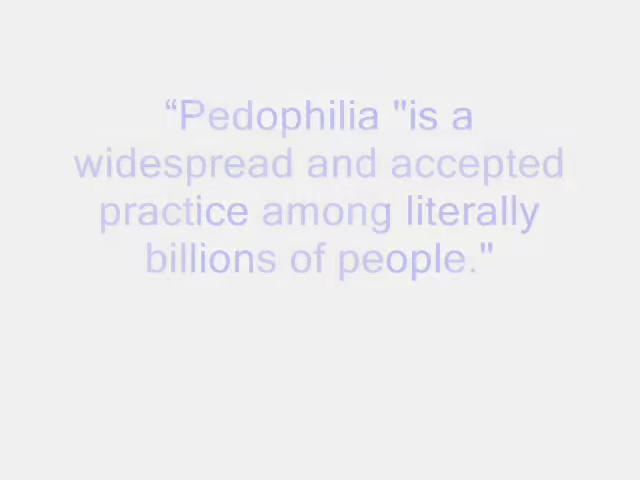 “Pedophilia "is a
widespread and accepted
practice among literally
billions of people."